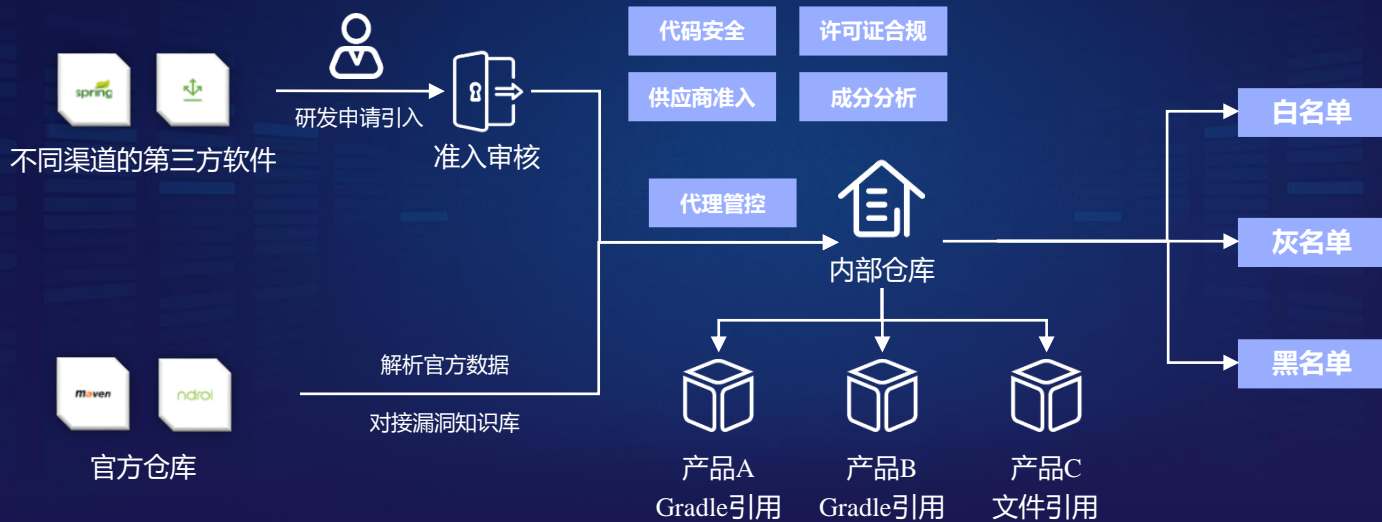 代码安全
许可证合规
供应商准入
成分分析
spring
研发申请引入
不同渠道的第三方软件
准入审核
白名单
代理管控
灰名单
内部仓库
解析官方数据
对接漏洞知识库
黑名单
maven
ndroi
官方仓库
产品A
Gradle引用
产品B
Gradle引用
产品C
文件引用